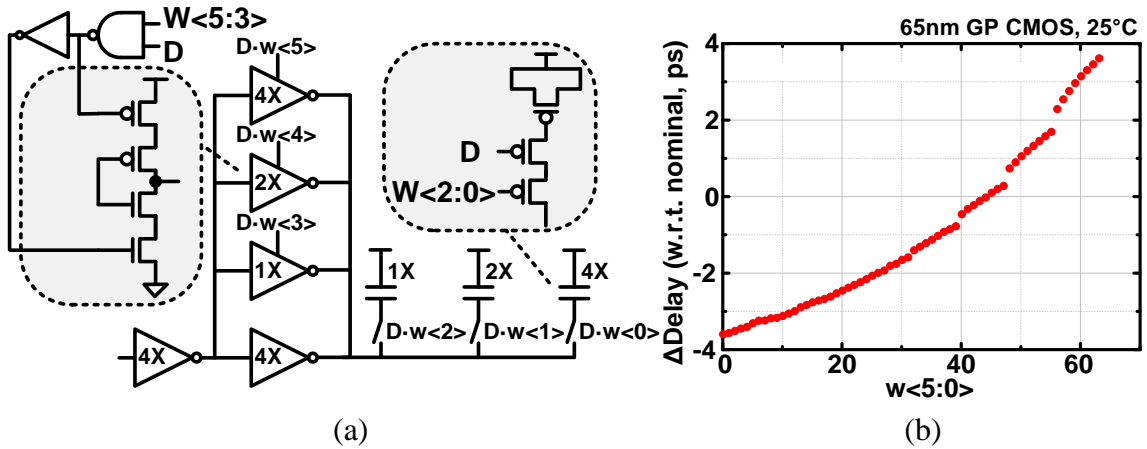 W<5:3>
D
D·w<5>
4X
D·w<4>
2X
D·w<3>
1X
4X
4X
D
W<2:0>
1X
2X
4X
D·w<2>
D·w<1>
D·w<0>
(a)
65nm GP CMOS, 25°C
ΔDelay (w.r.t. nominal, ps)
4
2
0
-2
-4
0
20
40
60
w<5:0>
(b)